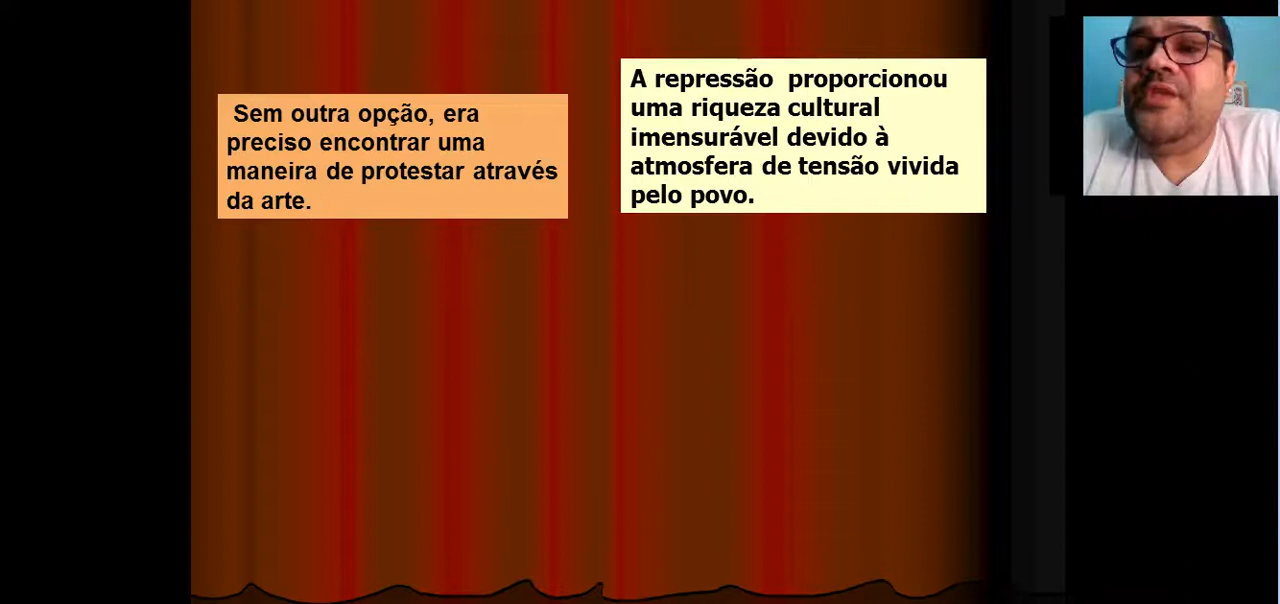 Sem outra opção, era
preciso encontrar uma
maneira de protestar através
da arte.
A repressão proporcionou
uma riqueza cultural
imensurável devido à
atmosfera de tensão vivida
pelo povo.